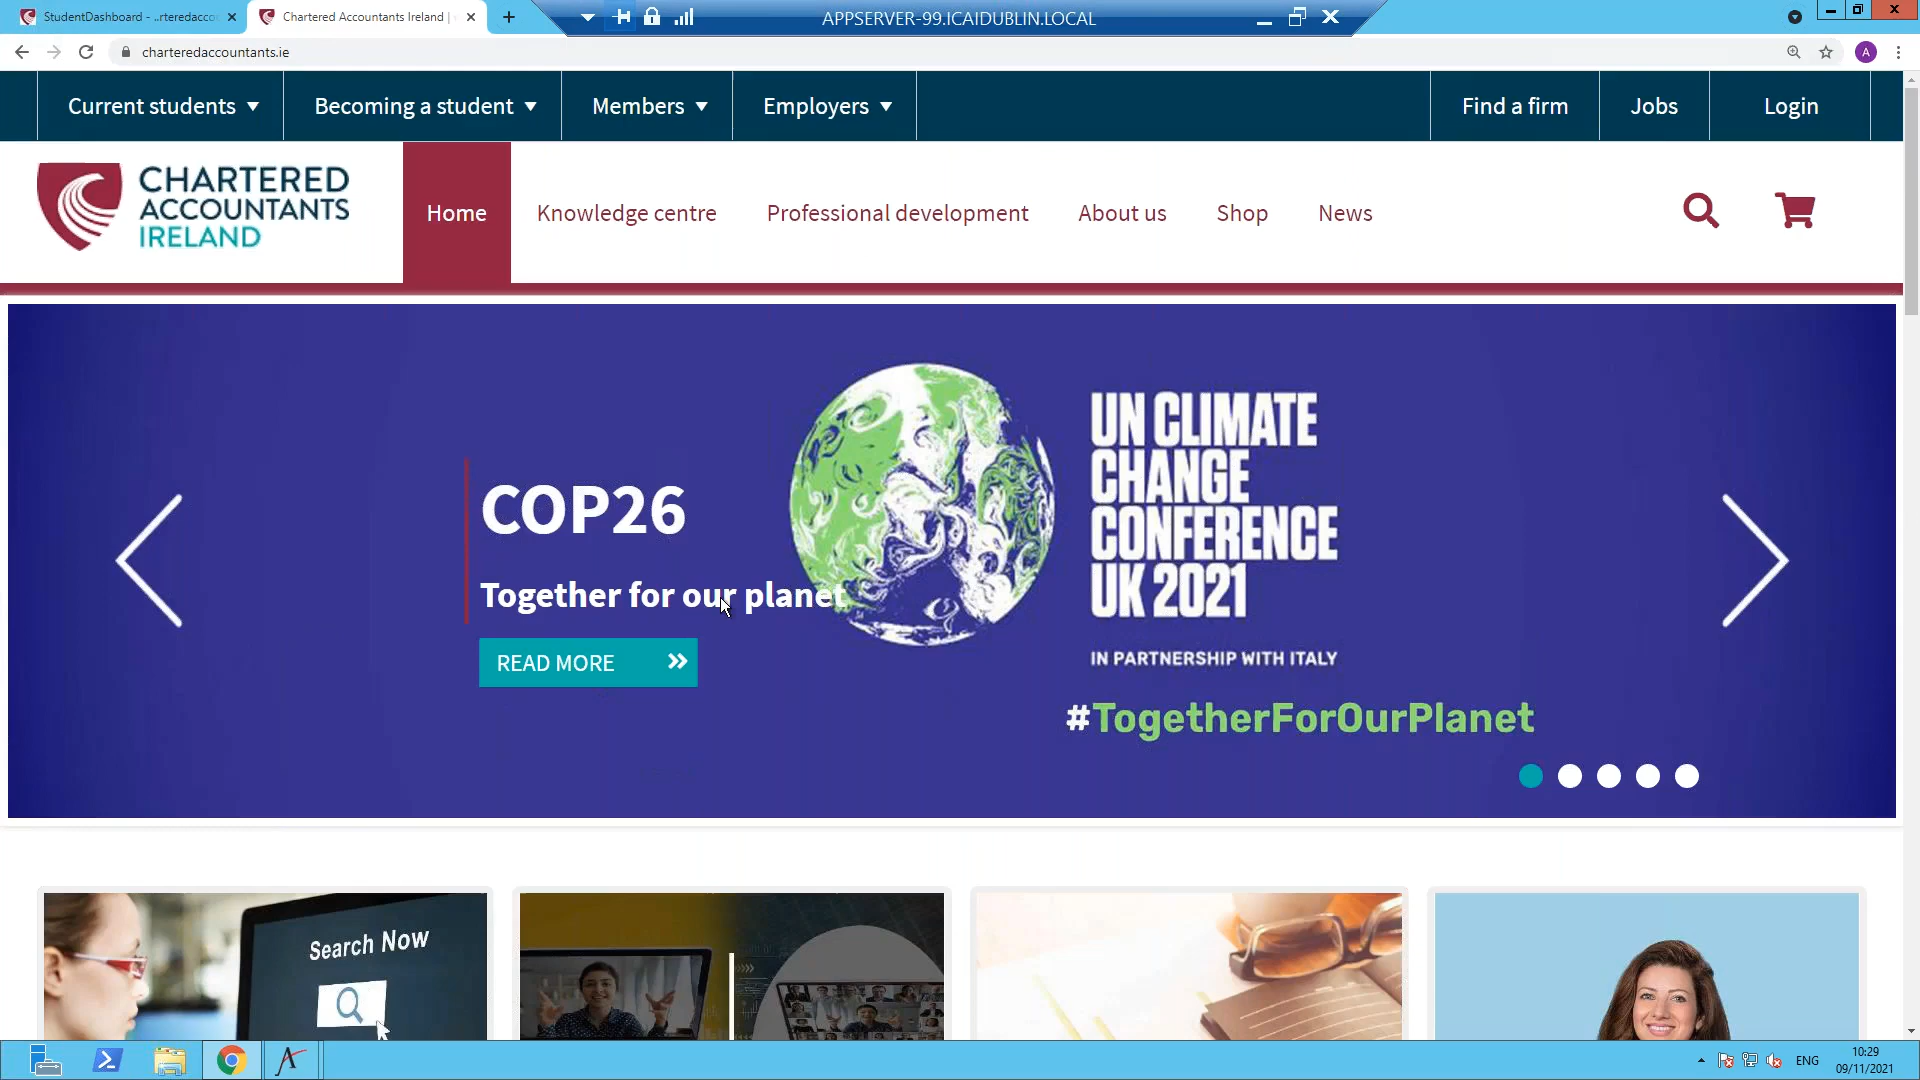 StudentDashboard - ..rteredacco
Chartered Accountants Ireland |
APPSERVER-99.ICAIDUBLIN.LOCAL
charteredaccountants.ie
A
Current students
Becoming a student
Members
Employers
Find a firm
Jobs
Login
CHARTERED
ACCOUNTANTS
IRELAND
Home
Knowledge centre
Professional development
About us
Shop
News
COP26
Together for our planet
READ MORE
UN CLIMATE
CHANGE
CONFERENCE
UK 2021
IN PARTNERSHIP WITH ITALY
#TogetherForOurPlanet
Search Now
ENG
10:29
09/11/2021